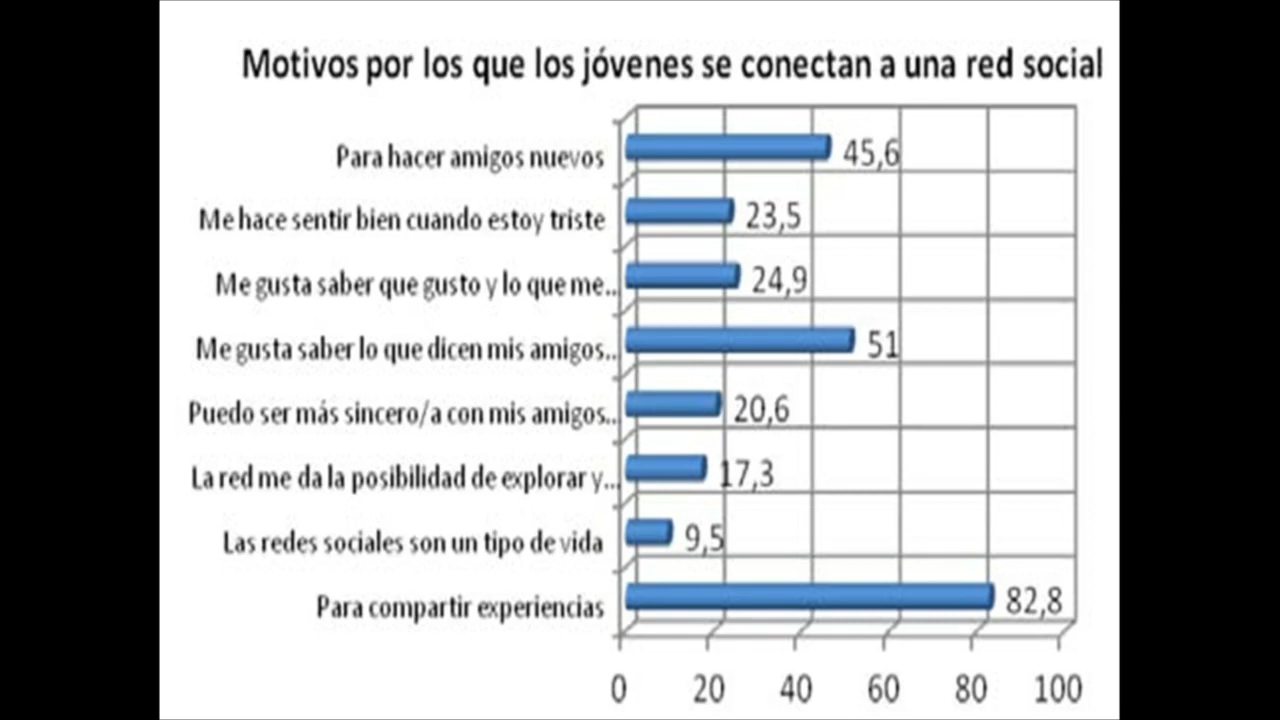 Motivos por los que los jóvenes se conectan a una red social
Para hacer amigos nuevos 45,6
Me hace sentir bien cuando estoy triste 23,5
Me gusta saber que gusto y lo que me.. 24,9
Me gusta saber lo que dicen mis amigos.. 51
Puedo ser más sincero/a con mis amigos.. 20,6
La red me da la posibilidad de explorar y... 17,3
Las redes sociales son un tipo de vida 9,5
Para compartir experiencias 82,8
0 20 40 60 80 100